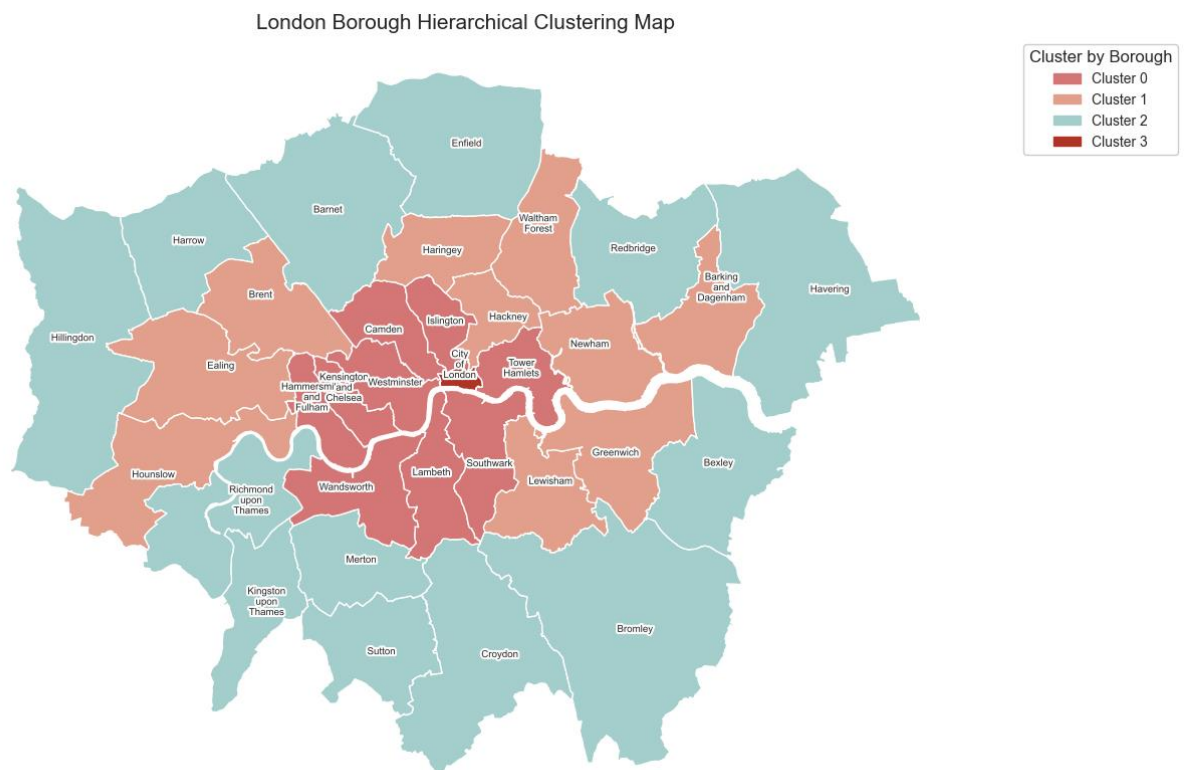 London Borough Hierarchical Clustering Map
Cluster by Borough
Cluster 0
Cluster 1
Cluster 2
Cluster 3
Enfield
Barnet
Waltham
Forest
Harrow
Redbridge
Haringey
Barking
and
Dagenham
Havering
Brent
Hackney
Islington
Camden
Hillingdon
Newham
City
of
London
Ealing
Tower
Hamlets
Kensington
and
Chelsea
Westminster
Hammersmi
and
Fulham
Greenwich
Bexley
Southwark
Lambeth
Hounslow
Lewisham
Wandsworth
Richmond
upon
Thames
Merton
Kingston
upon
Thames
Bromley
Sutton
Croydon